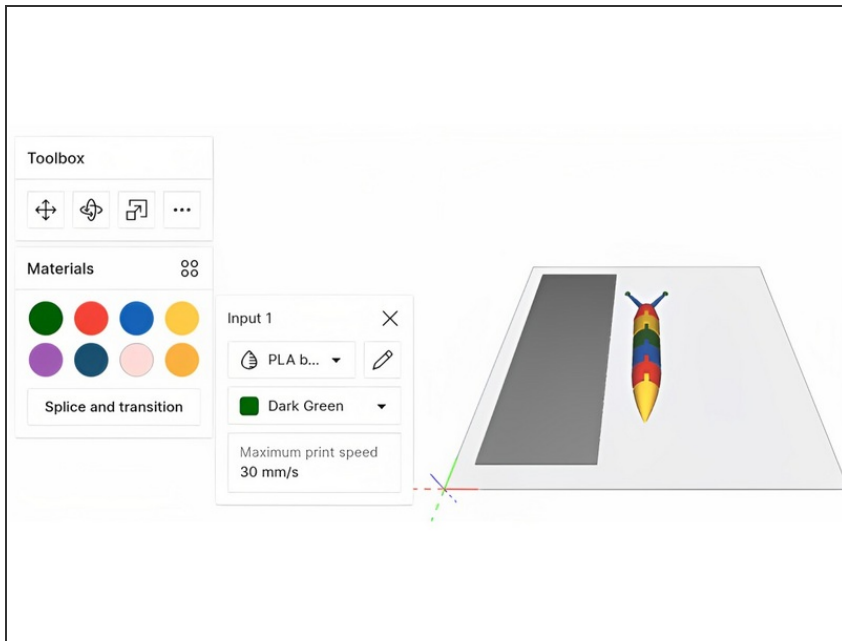 Toolbox
Materials
Splice and transition
Input 1
PLA b...
Dark Green
Maximum print speed
30 mm/s